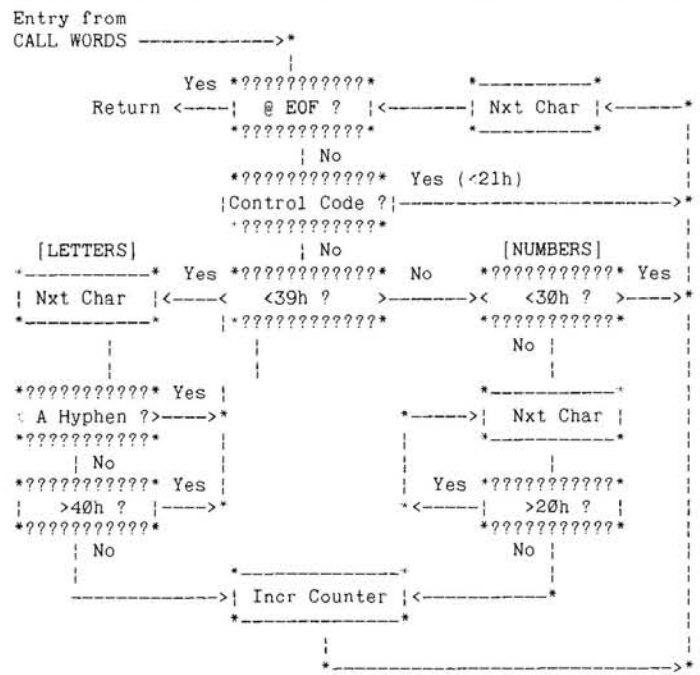 Entry from
CALL WORDS ------------->*
|
Yes *???????????* *----------*
Return <----| @ EOF ? |<-------| Nxt Char |<------*
*???????????* *----------* |
| No |
*????????????* Yes (<21h) |
|Control Code ?|------------------------->*
*????????????* |
[LETTERS] | No [NUMBERS] |
*-----------* Yes *????????????* No *???????????* Yes |
| Nxt Char |<----< <39h ? >-------->< <30h ? >---->*
*-----------* |*????????????* *???????????* |
| | No | |
| | | |
*???????????* Yes | *-----------* |
< A Hyphen ?>---->* *----->| Nxt Char | |
*???????????* | | *-----------* |
| No | | | |
*???????????* Yes | | Yes *???????????* |
| >40h ? |---->* *<-----| >20h ? | |
*???????????* *???????????* |
| No No | |
| *--------------* | |
-------------->| Incr Counter |<------------* |
*--------------* |
| |
*---------------------------------->*